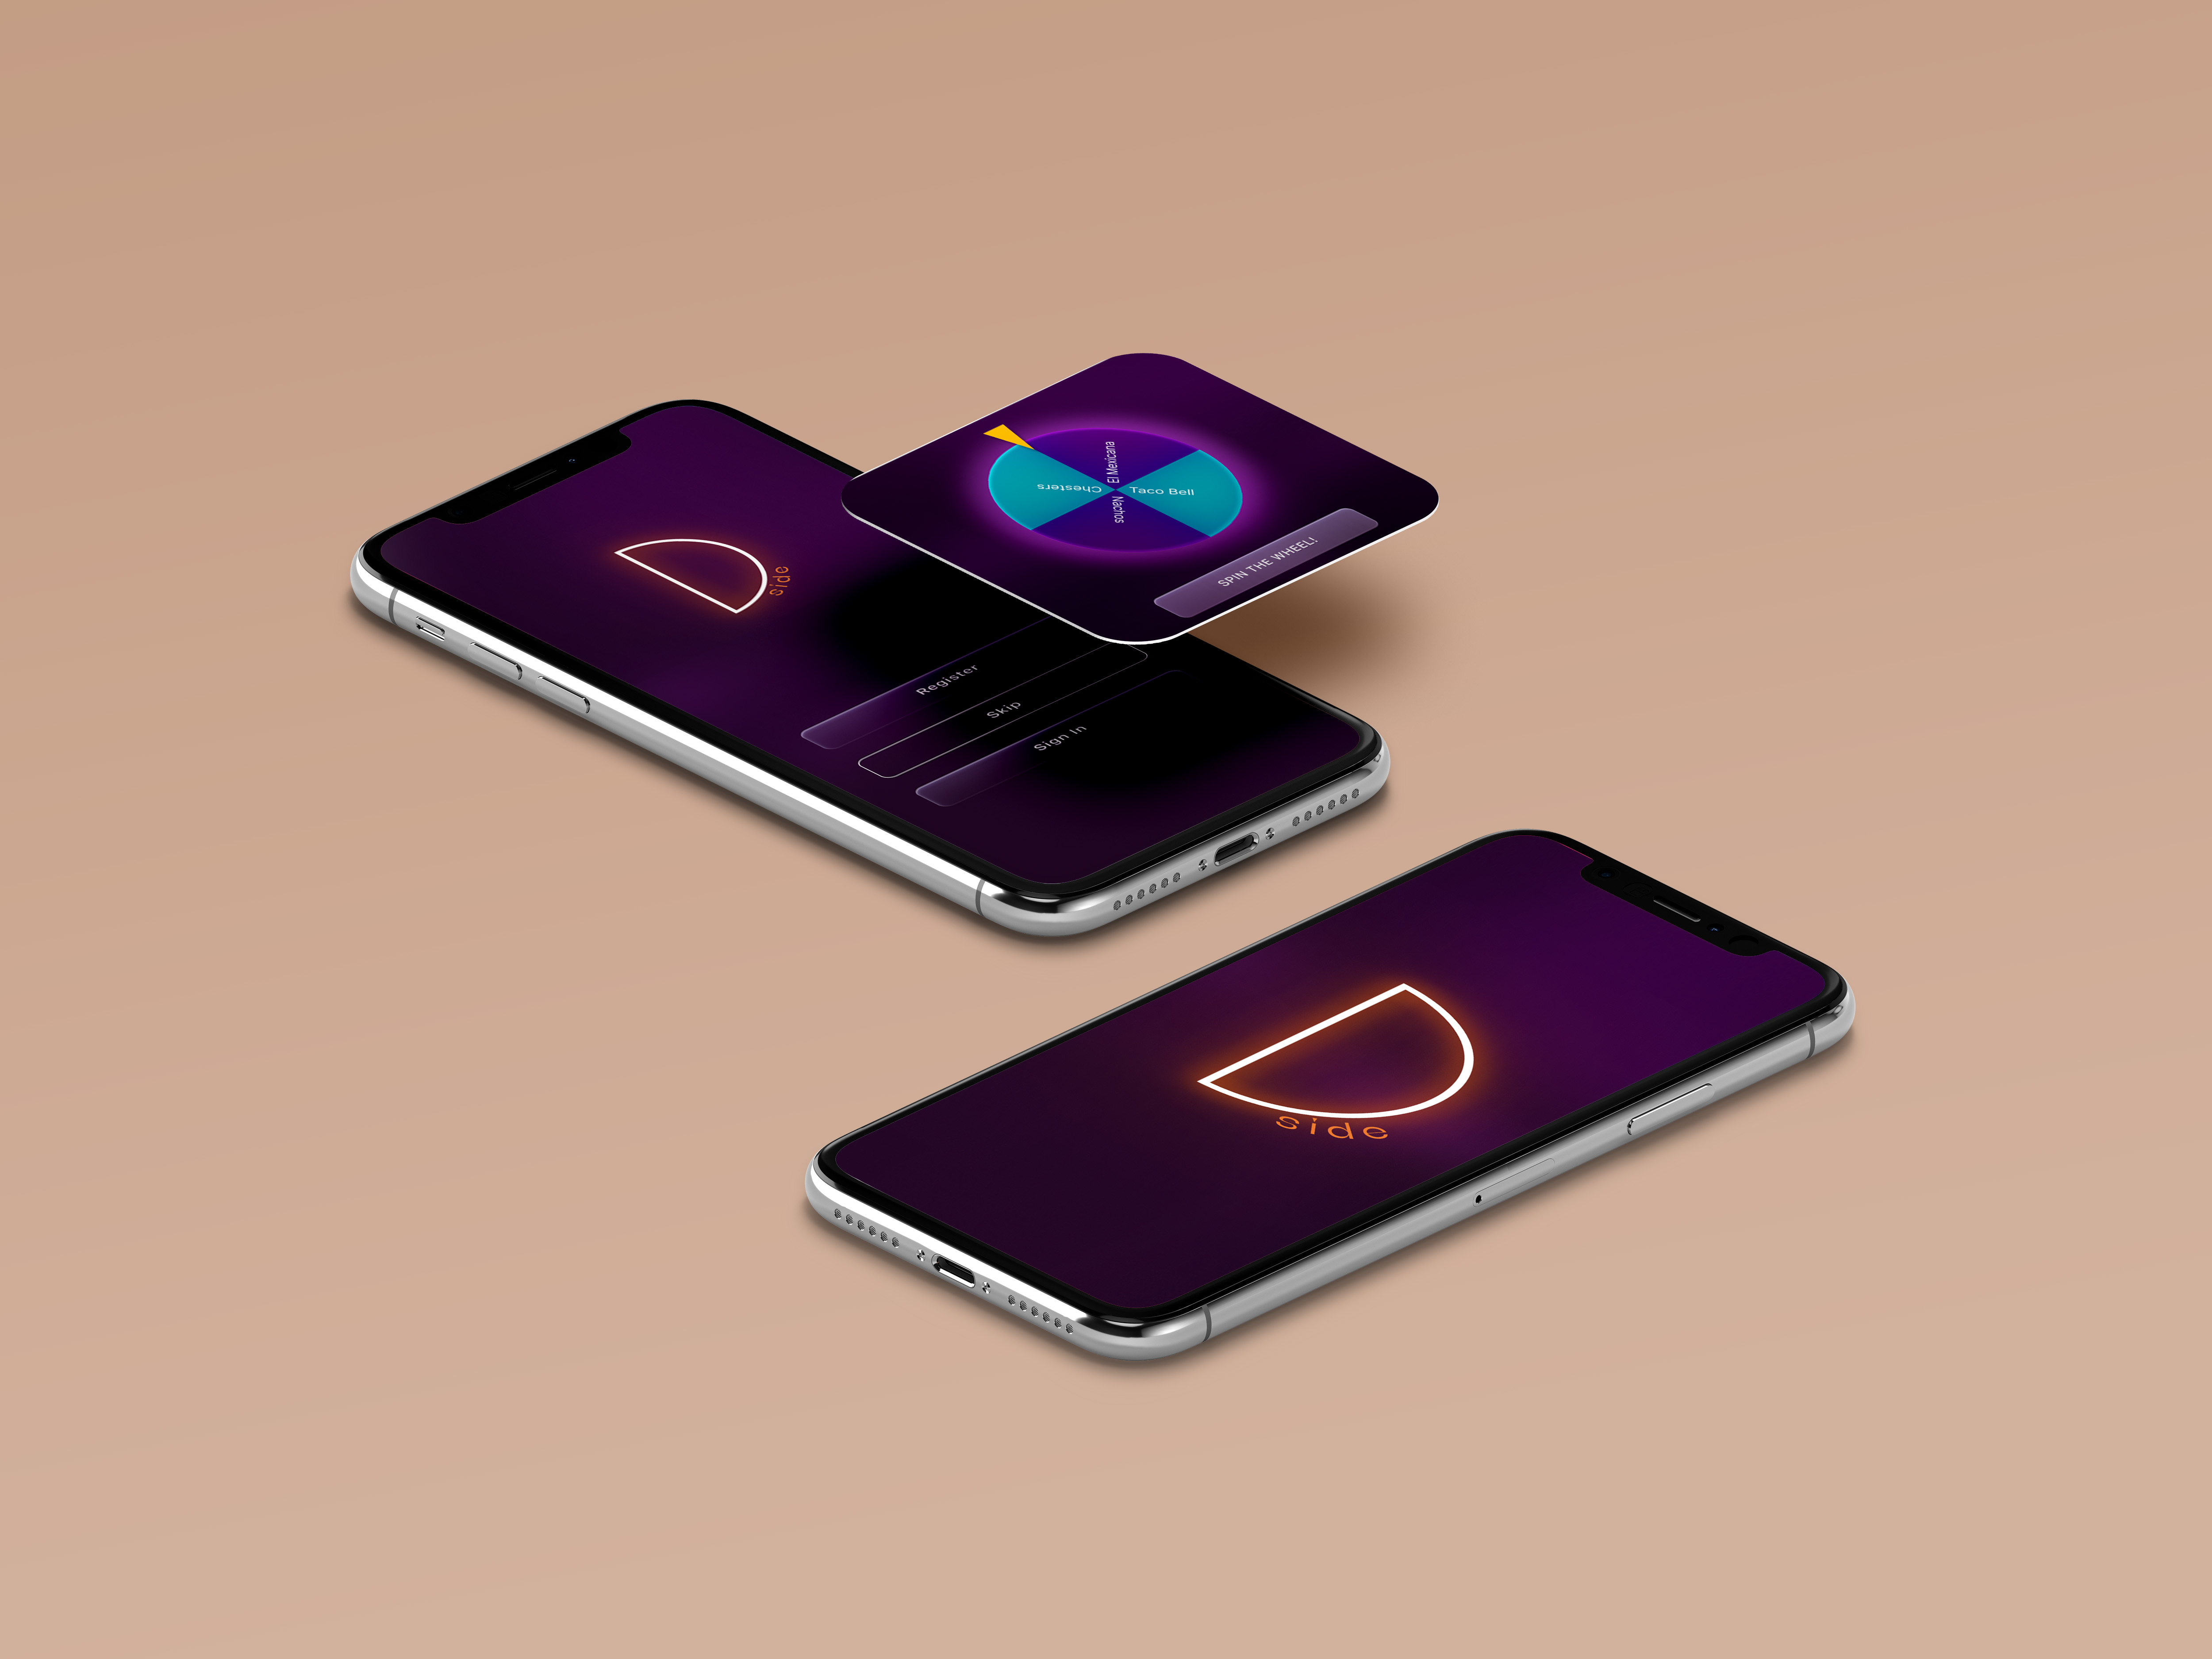 El Mexicana
Chesters
Taco Bell
Nachos
SPIN THE WHEEL!
D
side
Register
Skip
Sign In
D
side